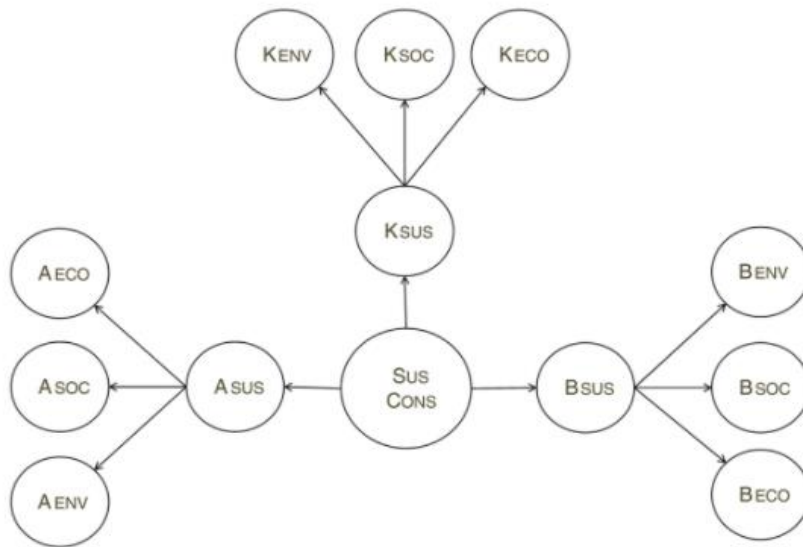 KENV
KSOC
KECO
KSUS
AECO
BENV
ASOC
ASUS
SUS
CONS
BSUS
BSOC
AENV
BECO